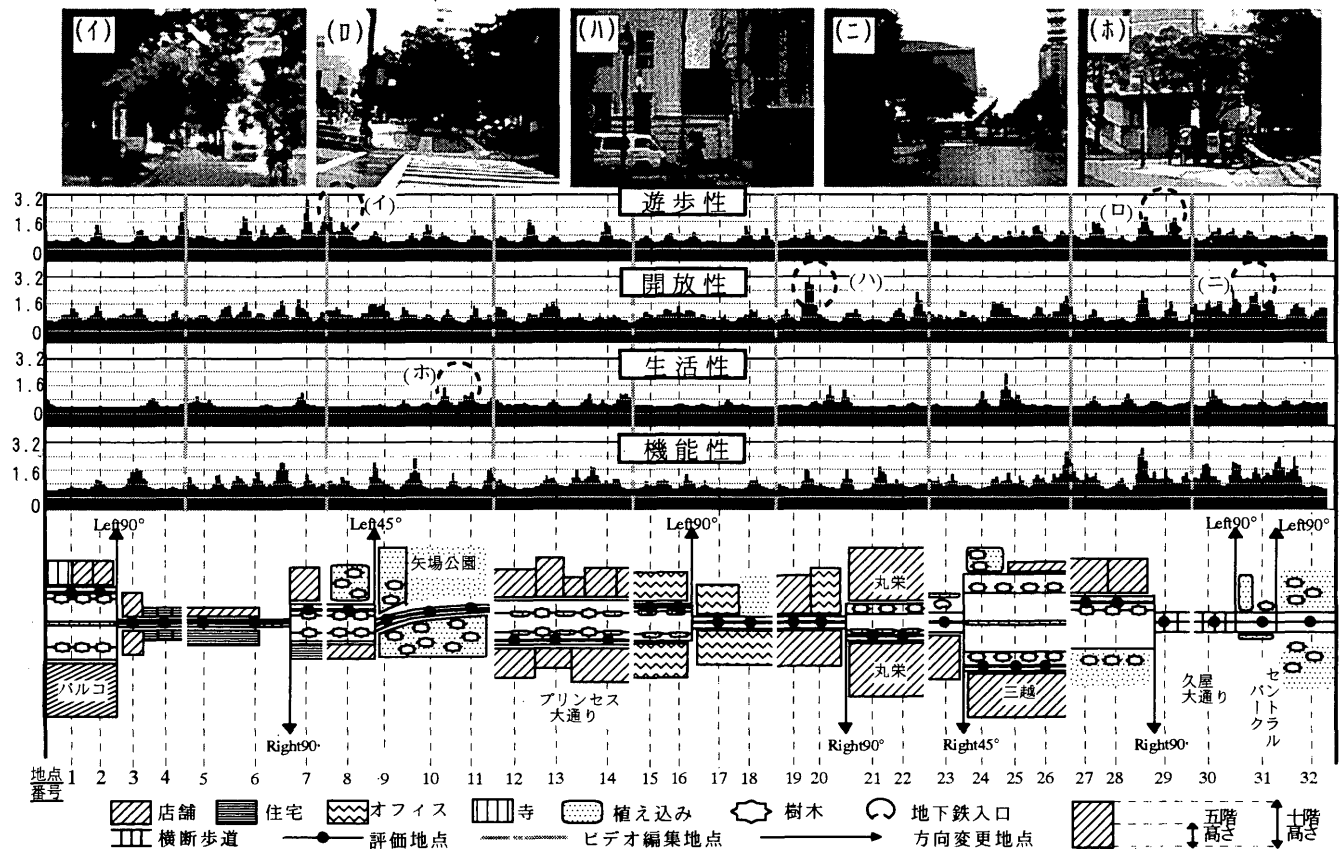 (イ) (ロ) (ハ) (ニ) (ホ)
3.2 遊歩性
1.6 (イ) (ロ)
0
3.2 開放性
1.6 (ハ) (ニ)
0
3.2 生活性
1.6 (ホ)
0
3.2 機能性
1.6
0
Left90° Left45° Left90° Left90° Left90°
矢場公園 丸栄
パルコ プリンセス大通り 丸栄 三越 久屋大通り セントラルパーク
Right90° Right90° Right45° Right90°
地点番号 1 2 3 4 5 6 7 8 9 10 11 12 13 14 15 16 17 18 19 20 21 22 23 24 25 26 27 28 29 30 31 32
店舗 住宅 オフィス 寺 植え込み 樹木 地下鉄入口 五階高さ 十階高さ
横断歩道 評価地点 ビデオ編集地点 方向変更地点